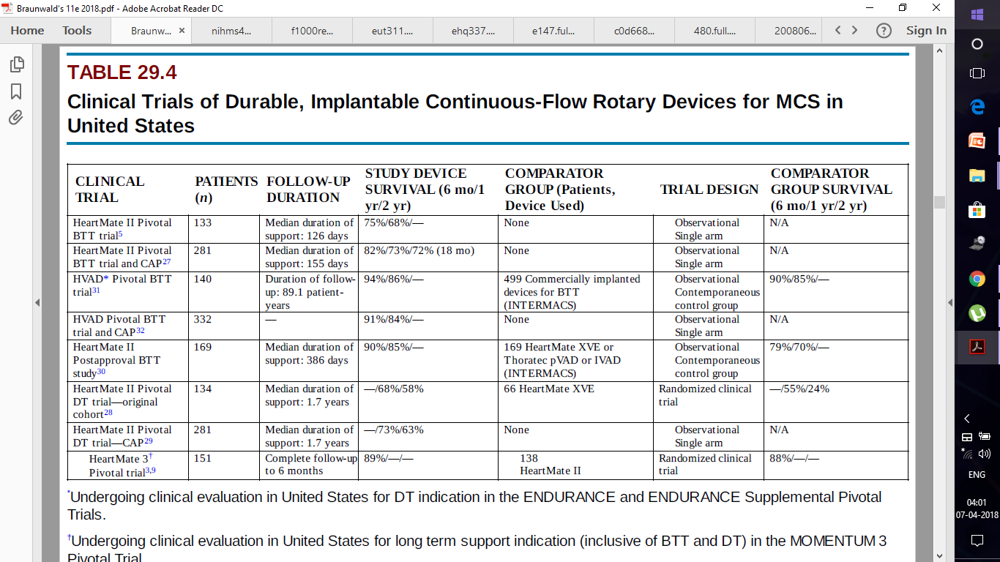 Braunwald's 11e 2018.pdf - Adobe Acrobat Reader DC
Home Tools Braunw... × nihms4... f1000re... eut311.... ehq337.... e147.ful... c0d668... 480.full.... 200806... ? Sign In
TABLE 29.4
Clinical Trials of Durable, Implantable Continuous-Flow Rotary Devices for MCS in
United States
CLINICAL
TRIAL
PATIENTS
(n)
FOLLOW-UP
DURATION
STUDY DEVICE
SURVIVAL (6 mo/1
yr/2 yr)
COMPARATOR
GROUP (Patients,
Device Used)
TRIAL DESIGN
COMPARATOR
GROUP SURVIVAL
(6 mo/1 yr/2 yr)
HeartMate II Pivotal
BTT trial5
133
Median duration of
support: 126 days
75%/68%/—
None
Observational
Single arm
N/A
HeartMate II Pivotal
BTT trial and CAP27
281
Median duration of
support: 155 days
82%/73%/72% (18 mo)
None
Observational
Single arm
N/A
HVAD* Pivotal BTT
trial31
140
Duration of follow-
up: 89.1 patient-
years
94%/86%/—
499 Commercially implanted
devices for BTT
(INTERMACS)
Observational
Contemporaneous
control group
90%/85%/—
HVAD Pivotal BTT
trial and CAP32
332
—
91%/84%/—
None
Observational
Single arm
N/A
HeartMate II
Postapproval BTT
study30
169
Median duration of
support: 386 days
90%/85%/—
169 HeartMate XVE or
Thoratec pVAD or IVAD
(INTERMACS)
Observational
Contemporaneous
control group
79%/70%/—
HeartMate II Pivotal
DT trial—original
cohort28
134
Median duration of
support: 1.7 years
—/68%/58%
66 HeartMate XVE
Randomized clinical
trial
—/55%/24%
HeartMate II Pivotal
DT trial—CAP29
281
Median duration of
support: 1.7 years
—/73%/63%
None
Observational
Single arm
N/A
HeartMate 3†
Pivotal trial3,9
151
Complete follow-up
to 6 months
89%/—/—
138
HeartMate II
Randomized clinical
trial
88%/—/—
*Undergoing clinical evaluation in United States for DT indication in the ENDURANCE and ENDURANCE Supplemental Pivotal
Trials.
†Undergoing clinical evaluation in United States for long term support indication (inclusive of BTT and DT) in the MOMENTUM 3
Pivotal Trial
ENG
04:01
07-04-2018